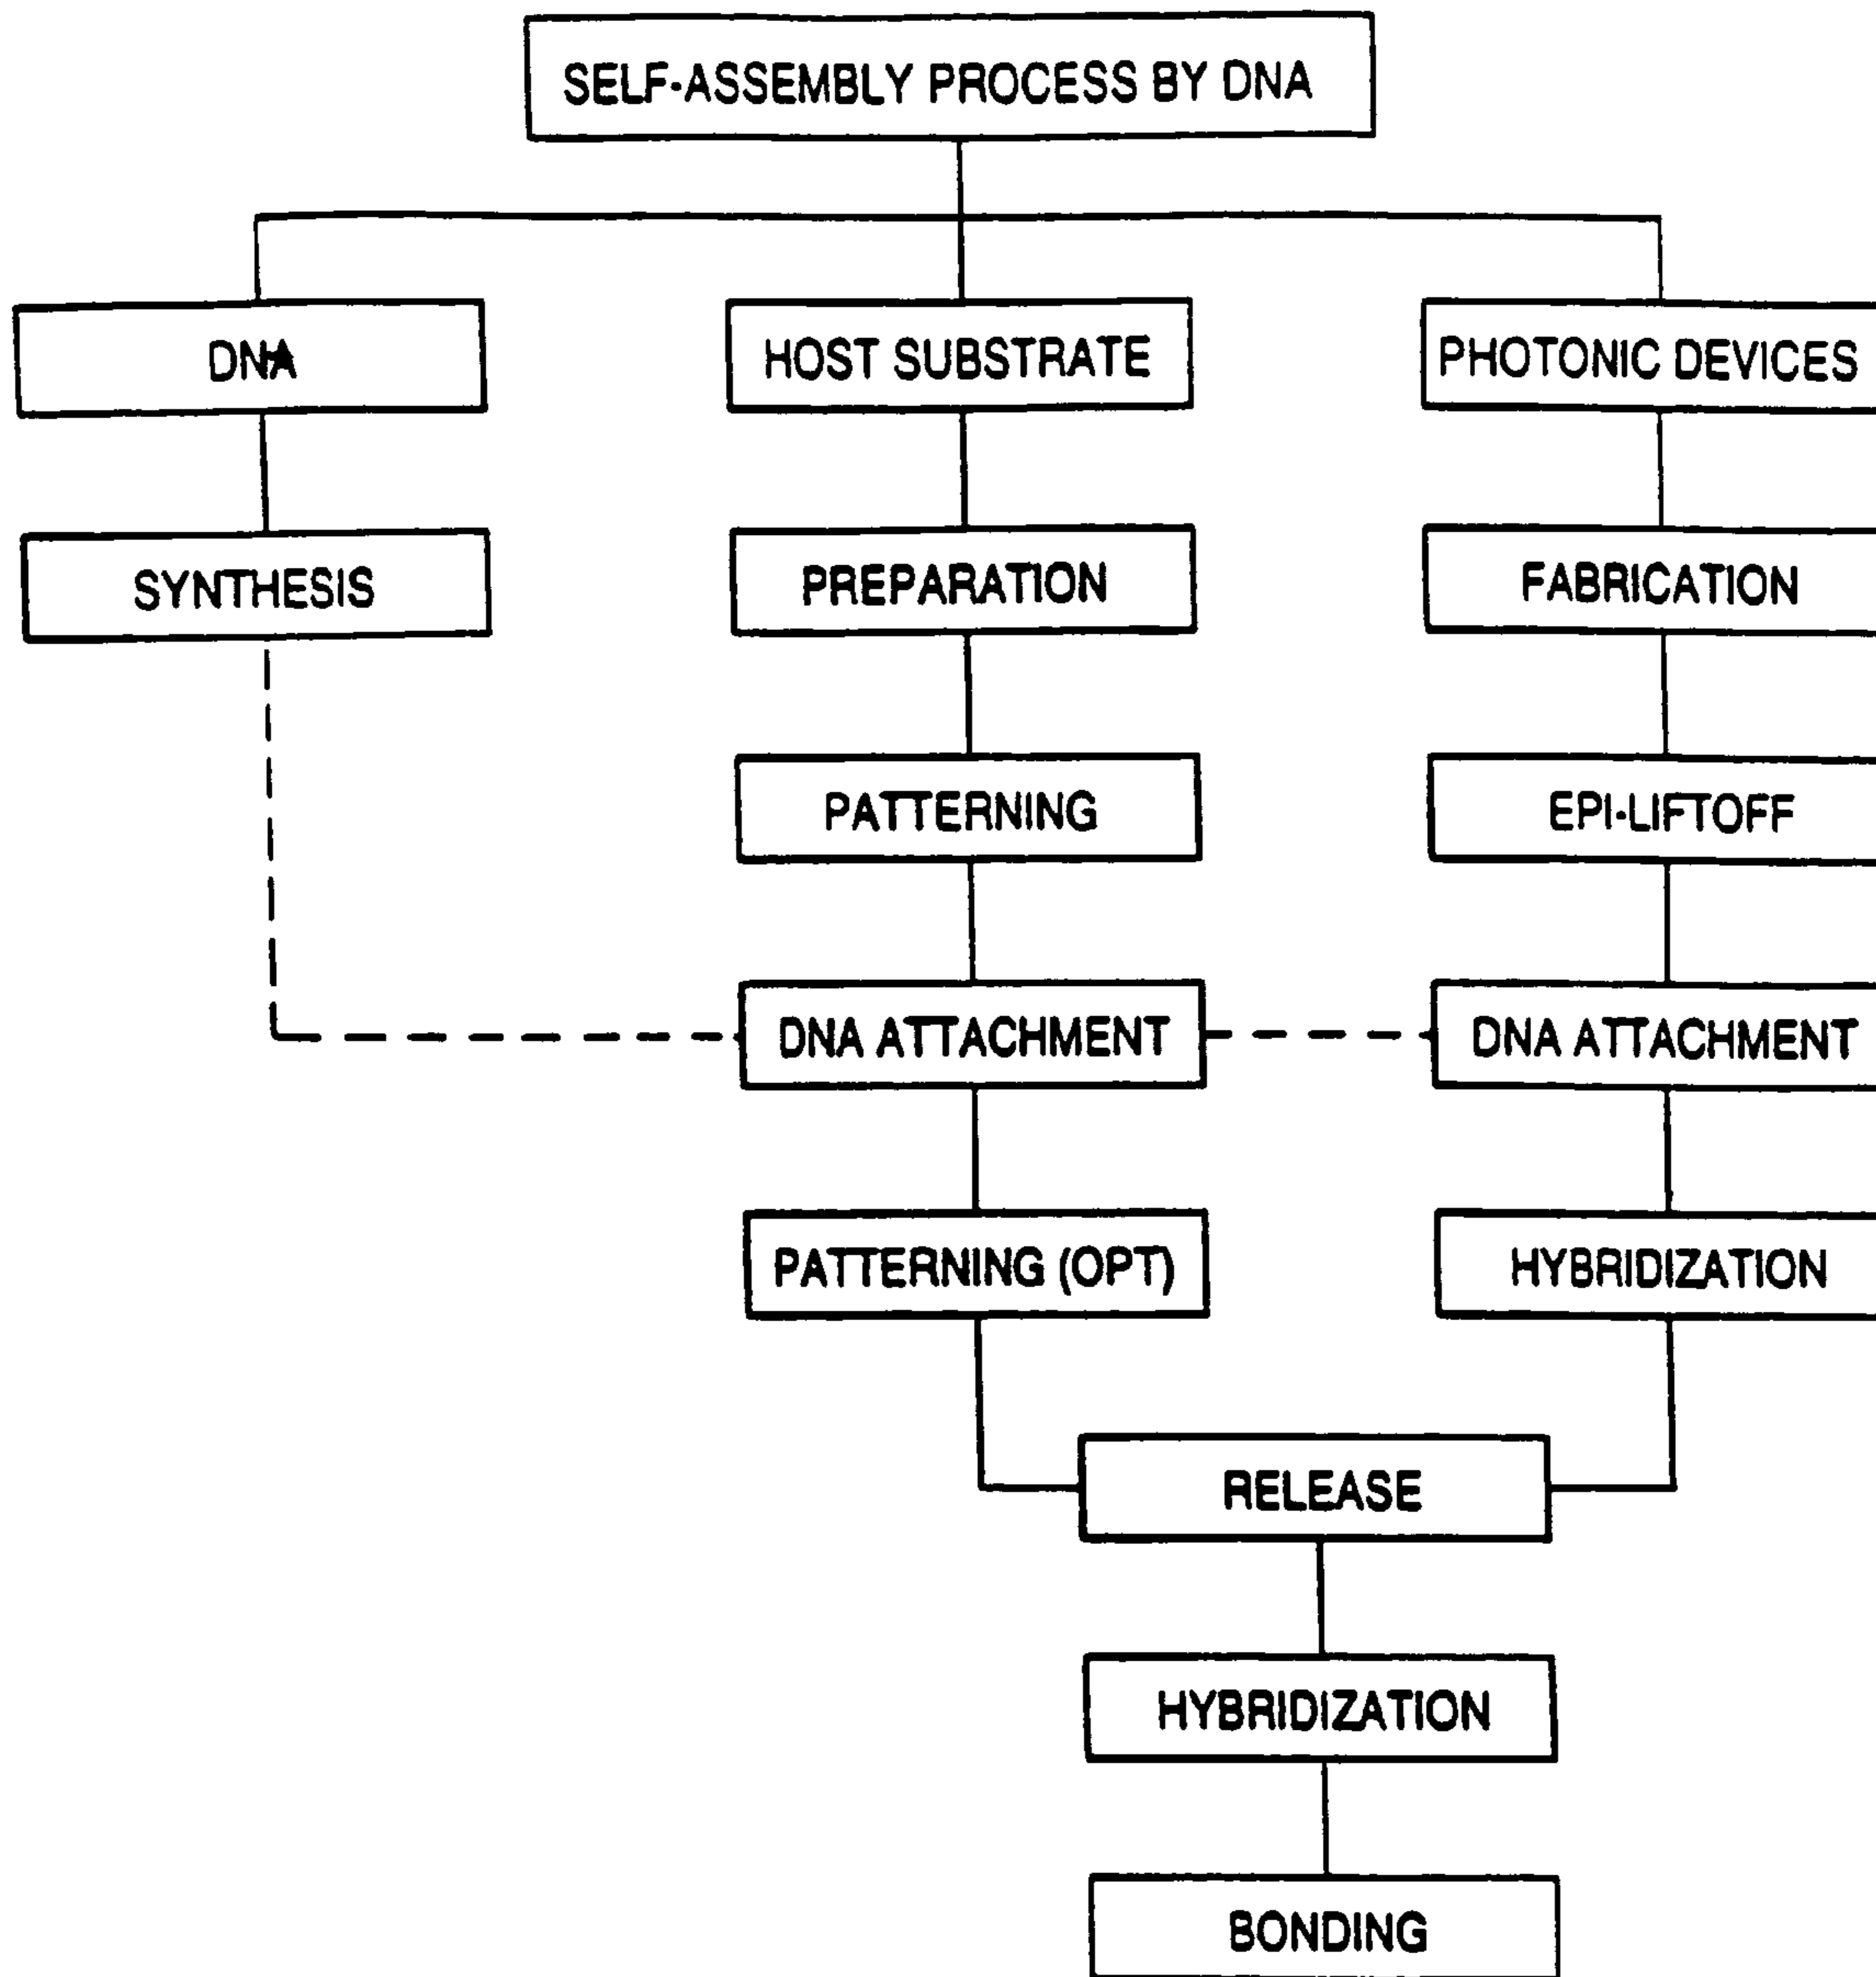 SELF-ASSEMBLY PROCESS BY DNA
DNA
HOST SUBSTRATE
PHOTONIC DEVICES
SYNTHESIS
PREPARATION
FABRICATION
PATTERNING
EPI-LIFTOFF
DNA ATTACHMENT
DNA ATTACHMENT
PATTERNING (OPT)
HYBRIDIZATION
RELEASE
HYBRIDIZATION
BONDING